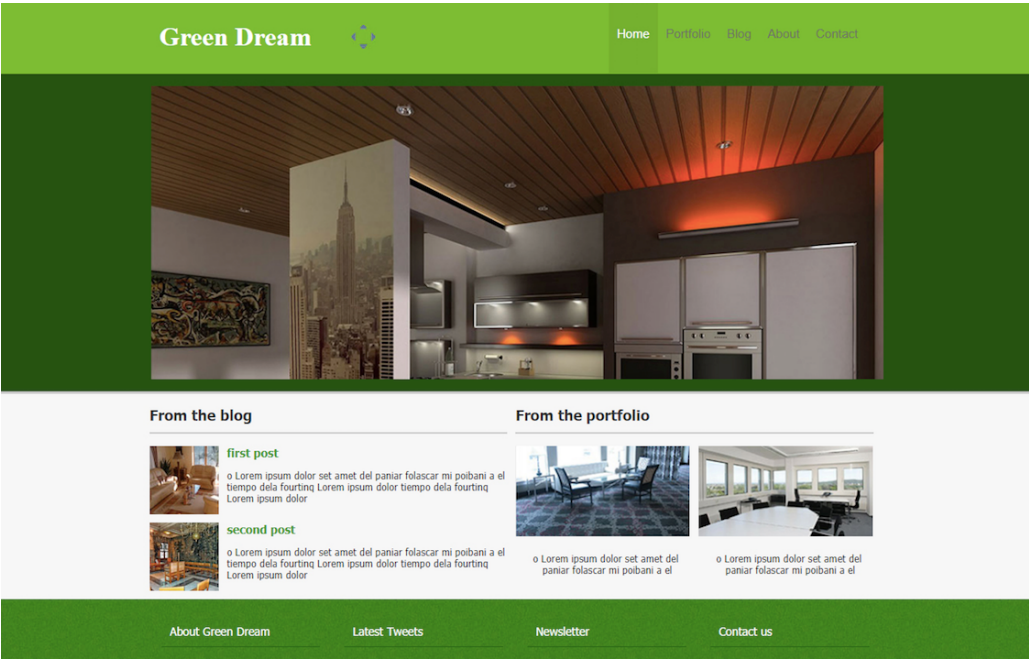 Green Dream
Home Portfolio Blog About Contact
From the blog
first post
o Lorem ipsum dolor set amet del paniar folascar mi poibani a el
tiempo dela fourting Lorem ipsum dolor tiempo dela fourting
Lorem ipsum dolor
second post
o Lorem ipsum dolor set amet del paniar folascar mi poibani a el
tiempo dela fourting Lorem ipsum dolor tiempo dela fourting
Lorem ipsum dolor
From the portfolio
o Lorem ipsum dolor set amet del
paniar folascar mi poibani a el
o Lorem ipsum dolor set amet del
paniar folascar mi poibani a el
About Green Dream
Latest Tweets
Newsletter
Contact us